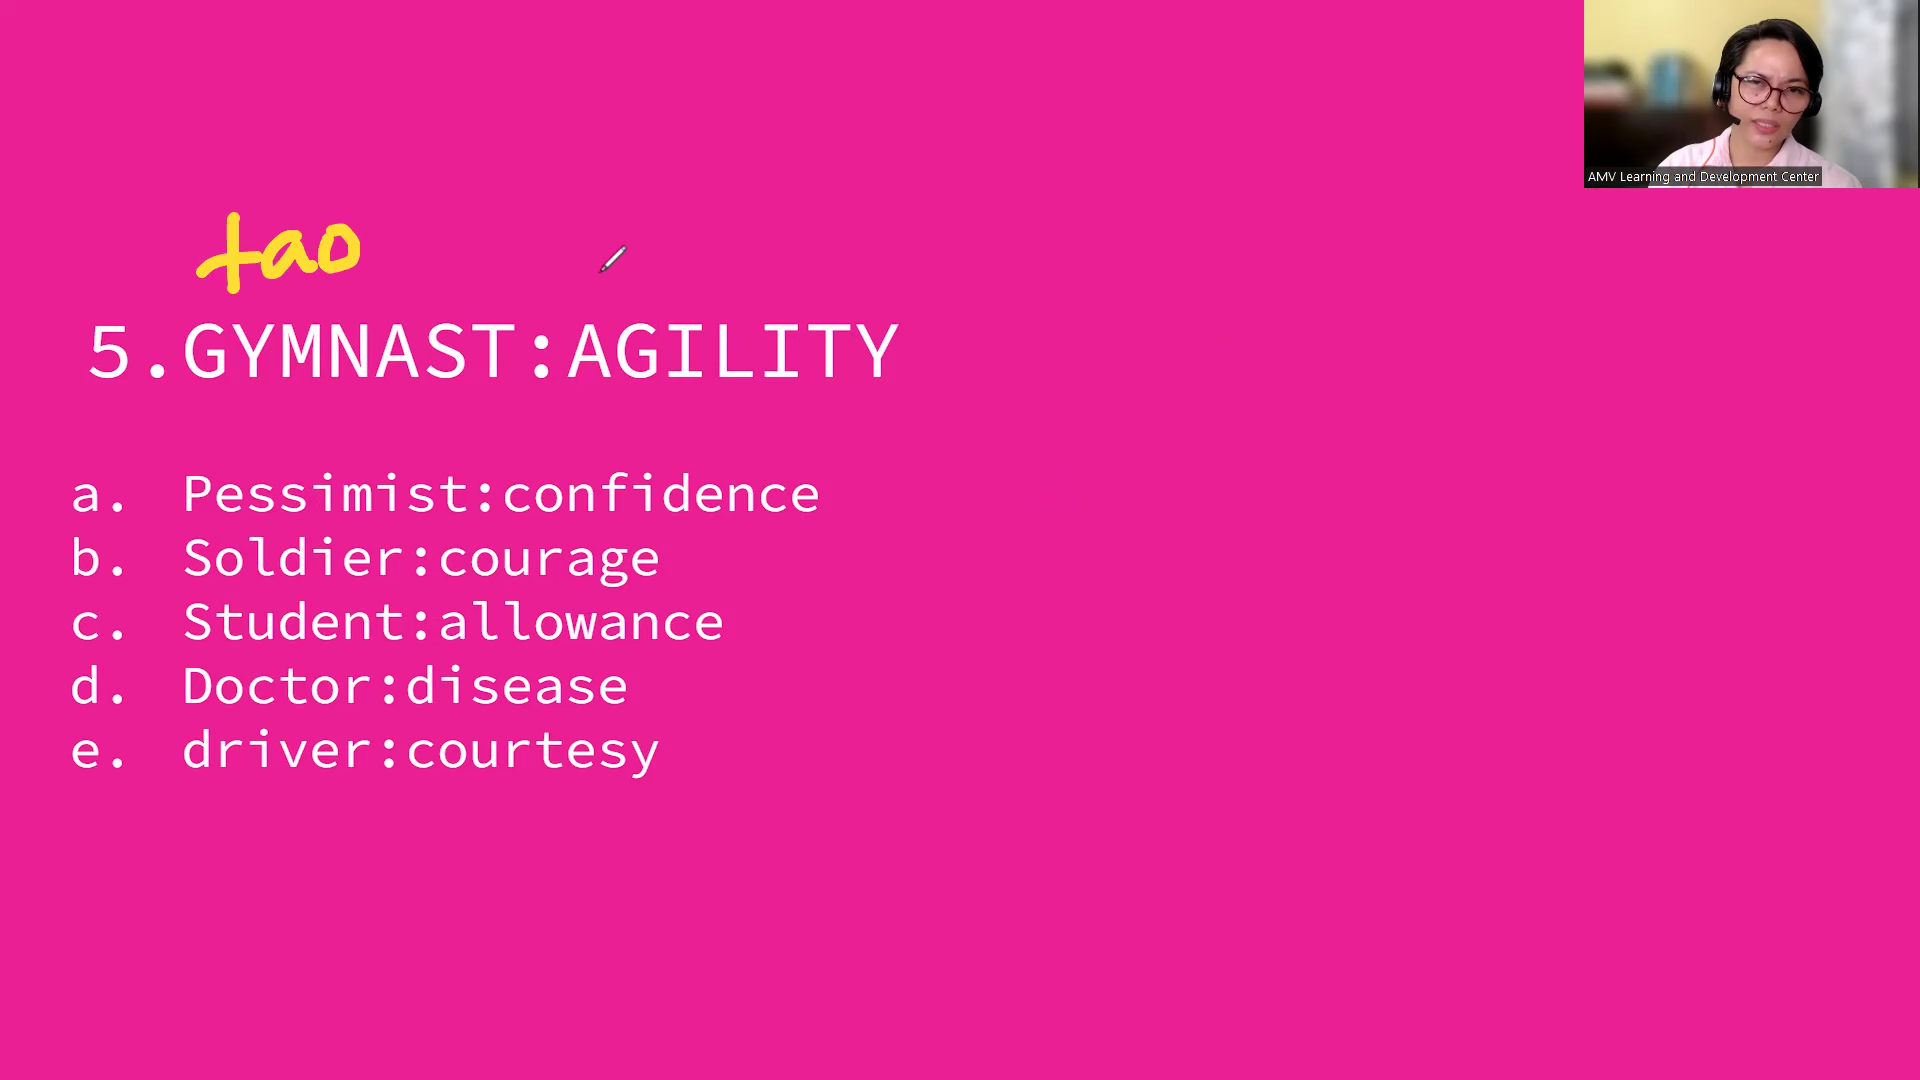 AMV Learning and Development Center
tao
5.GYMNAST:AGILITY
a. Pessimist:confidence
b. Soldier:courage
c. Student:allowance
d. Doctor:disease
e. driver:courtesy